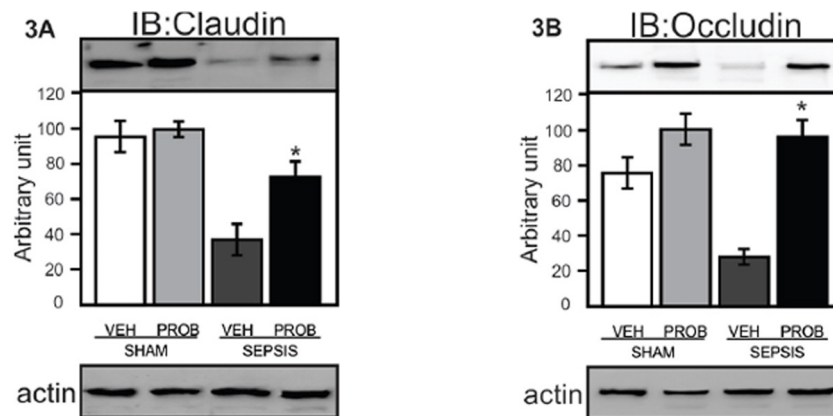 3A
IB:Claudin
120
100
80
60
40
20
0
Arbitrary unit
*
VEH PROB VEH PROB
SHAM SEPSIS
actin
3B
IB:Occludin
120
100
80
60
40
20
0
Arbitrary unit
*
VEH PROB VEH PROB
SHAM SEPSIS
actin